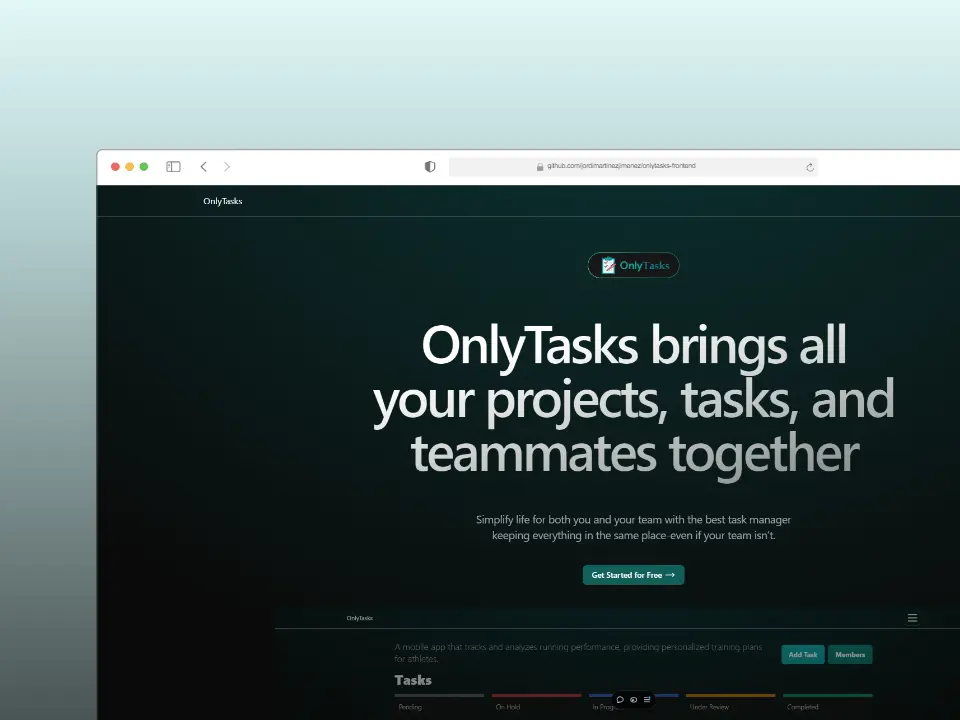 github.com/jordimartinezjimenez/onlytasks-frontend
OnlyTasks
OnlyTasks
OnlyTasks brings all
your projects, tasks, and
teammates together
Simplify life for both you and your team with the best task manager
keeping everything in the same place-even if your team isn't.
Get Started for Free →
OnlyTasks
A mobile app that tracks and analyzes running performance, providing personalized training plans
for athletes.
Add Task Members
Tasks
Pending On Hold In Prog Under Review Completed